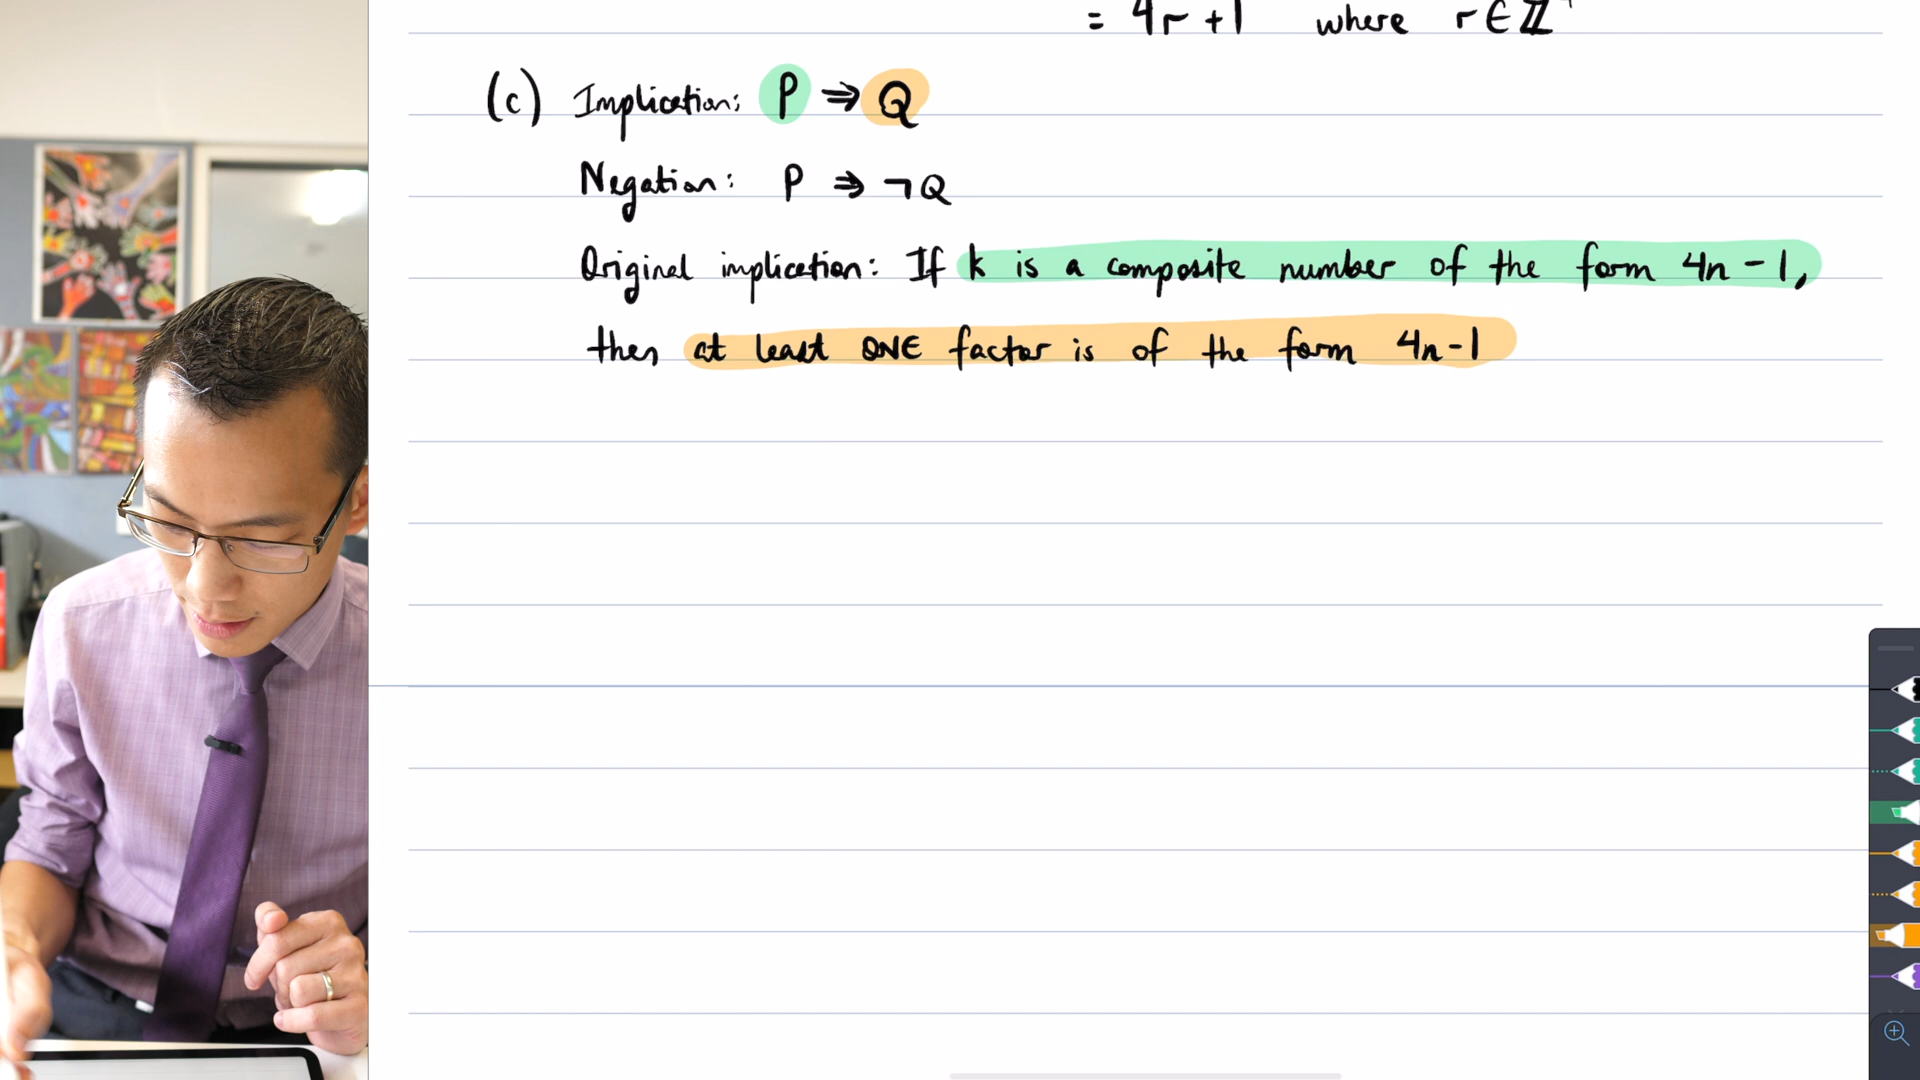 = 4r + 1 where r ∈ ℤ⁺
(c) Implication: P ⇒ Q
Negation: P ⇒ ¬Q
Original implication: If k is a composite number of the form 4n - 1,
then at least ONE factor is of the form 4n - 1